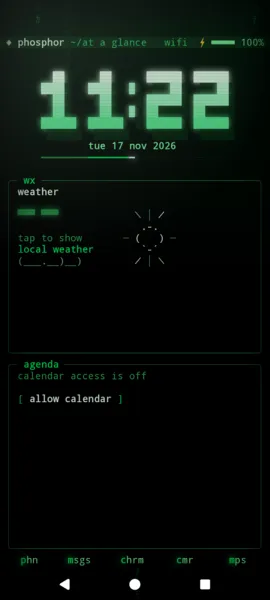 phosphor ~/at a glance wifi ⚡ 100%
11:22
tue 17 nov 2026
wx
weather
tap to show
local weather
agenda
calendar access is off
[ allow calendar ]
phn msgs chrm cmr mps